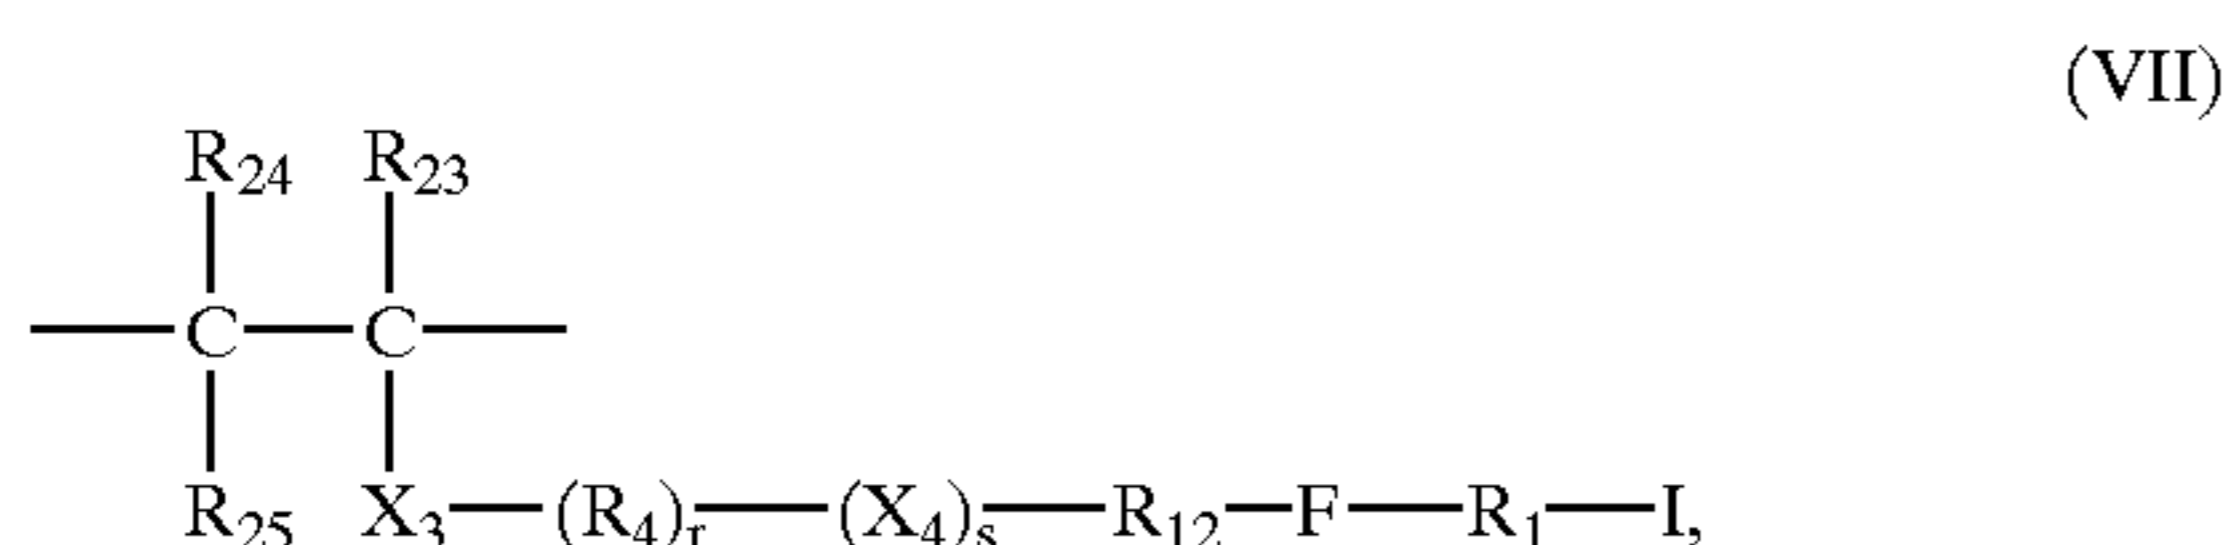 (VII)
R24 R23
—C—C—
R25 X3—(R4)r—(X4)s—R12—F—R1—I,